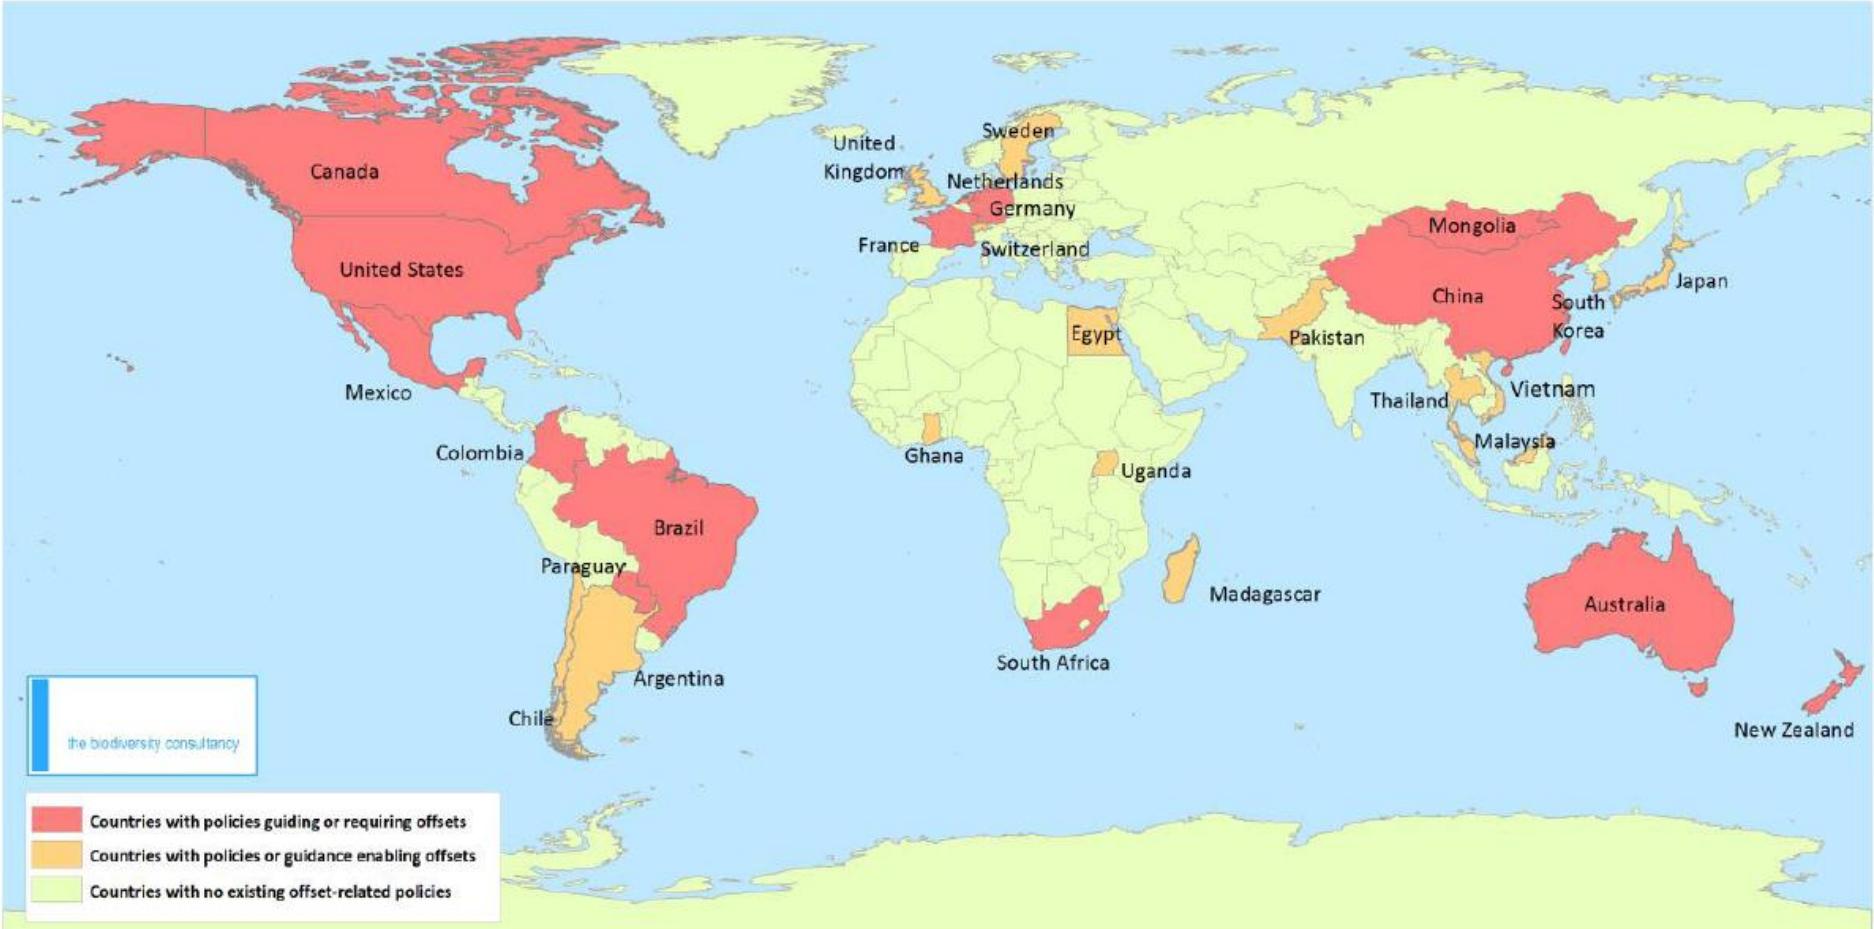 Canada
United States
Mexico
Colombia
Brazil
Paraguay
Argentina
Chile
United
Kingdom
Sweden
Netherlands
Germany
France
Switzerland
Egypt
Ghana
Uganda
Madagascar
South Africa
Mongolia
China
Japan
South
Korea
Pakistan
Thailand
Vietnam
Malaysia
Australia
New Zealand
the biodiversity consultancy
Countries with policies guiding or requiring offsets
Countries with policies or guidance enabling offsets
Countries with no existing offset-related policies